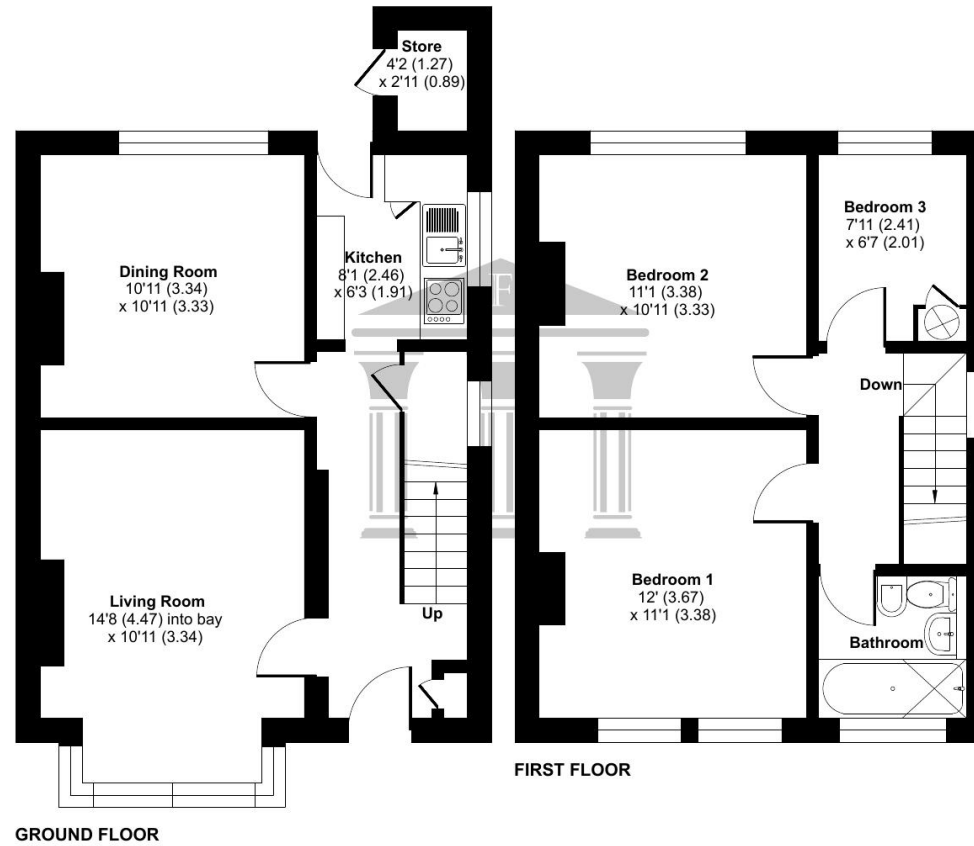 Store
4'2 (1.27)
x 2'11 (0.89)
Dining Room
10'11 (3.34)
x 10'11 (3.33)
Kitchen
8'1 (2.46)
x 6'3 (1.91)
F
Living Room
14'8 (4.47) into bay
x 10'11 (3.34)
Up
GROUND FLOOR
Bedroom 2
11'1 (3.38)
x 10'11 (3.33)
Bedroom 3
7'11 (2.41)
x 6'7 (2.01)
Down
Bedroom 1
12' (3.67)
x 11'1 (3.38)
Bathroom
FIRST FLOOR